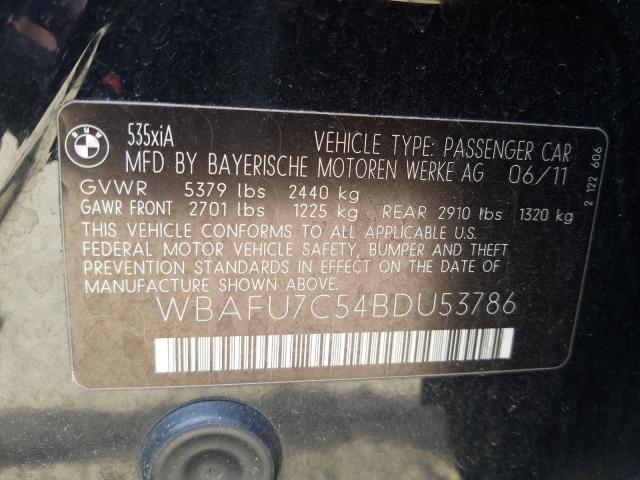 BMW
535xiA
VEHICLE TYPE: PASSENGER CAR
MFD BY BAYERISCHE MOTOREN WERKE AG 06/11
GVWR 5379 lbs 2440 kg
GAWR FRONT 2701 lbs 1225 kg REAR 2910 lbs 1320 kg
THIS VEHICLE CONFORMS TO ALL APPLICABLE U.S.
FEDERAL MOTOR VEHICLE SAFETY, BUMPER AND THEFT
PREVENTION STANDARDS IN EFFECT ON THE DATE OF
MANUFACTURE SHOWN ABOVE.
WBAFU7C54BDU53786
2 122 606